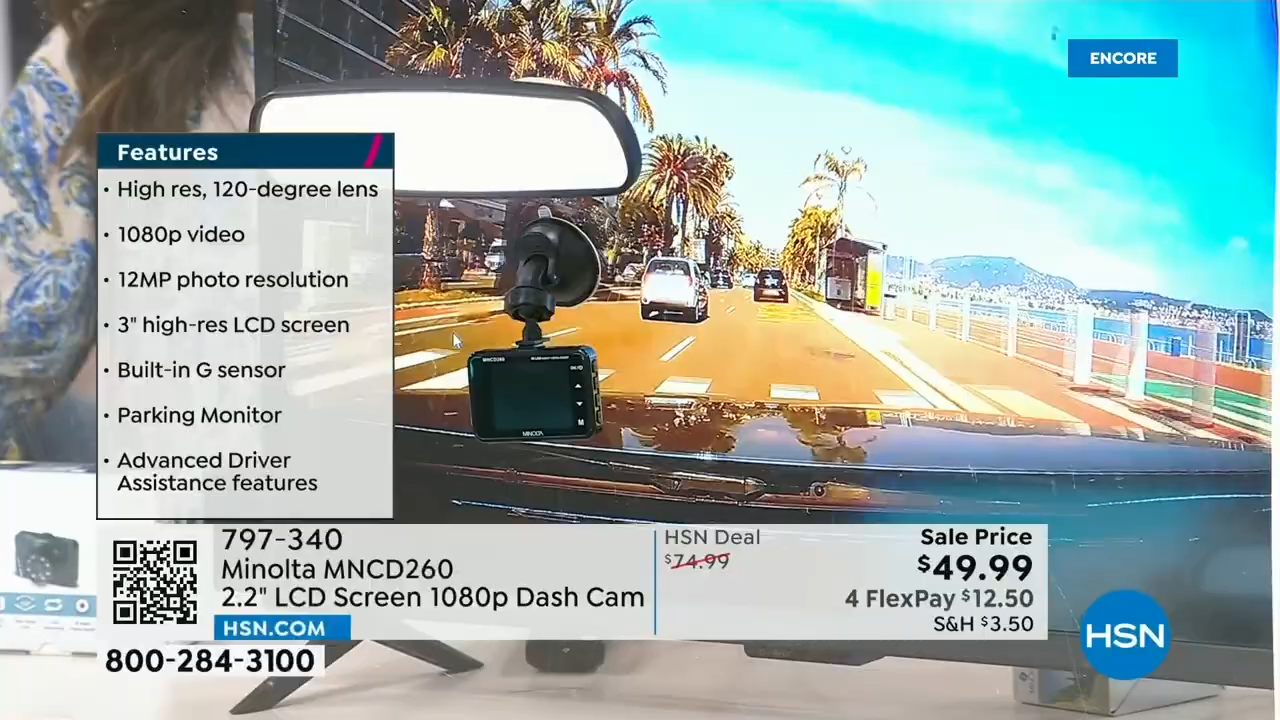 ENCORE
Features
• High res, 120-degree lens
• 1080p video
• 12MP photo resolution
• 3" high-res LCD screen
• Built-in G sensor
• Parking Monitor
• Advanced Driver
Assistance features
MNCD260
OK/
M
MINOLTA
797-340
Minolta MNCD260
2.2" LCD Screen 1080p Dash Cam
HSN.COM
800-284-3100
HSN Deal
$74.99
Sale Price
$49.99
4 FlexPay $12.50
S&H $3.50
HSN